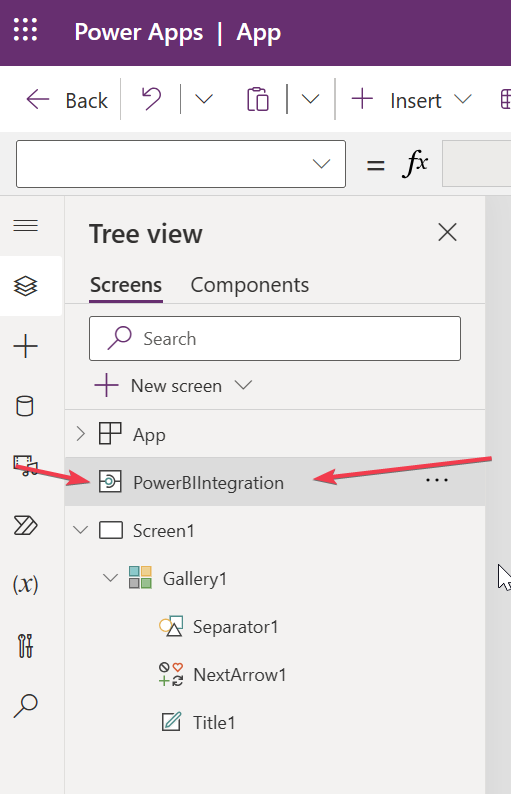 Power Apps | App
Back
Insert
= fx
Tree view
Screens Components
Search
New screen
App
PowerBIIntegration ...
Screen1
Gallery1
Separator1
(x)
NextArrow1
Title1